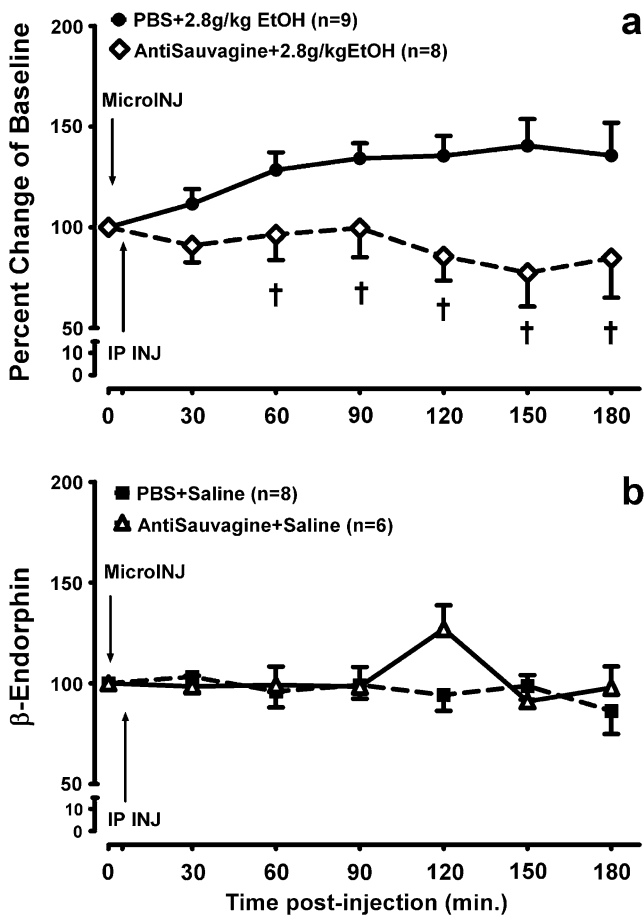 a
PBS+2.8g/kg EtOH (n=9)
AntiSauvagine+2.8g/kgEtOH (n=8)
Percent Change of Baseline
200
150
100
50
10
0
MicroINJ
IP INJ
† † † † †
0 30 60 90 120 150 180
b
PBS+Saline (n=8)
AntiSauvagine+Saline (n=6)
β-Endorphin
200
150
100
50
10
0
MicroINJ
IP INJ
0 30 60 90 120 150 180
Time post-injection (min.)